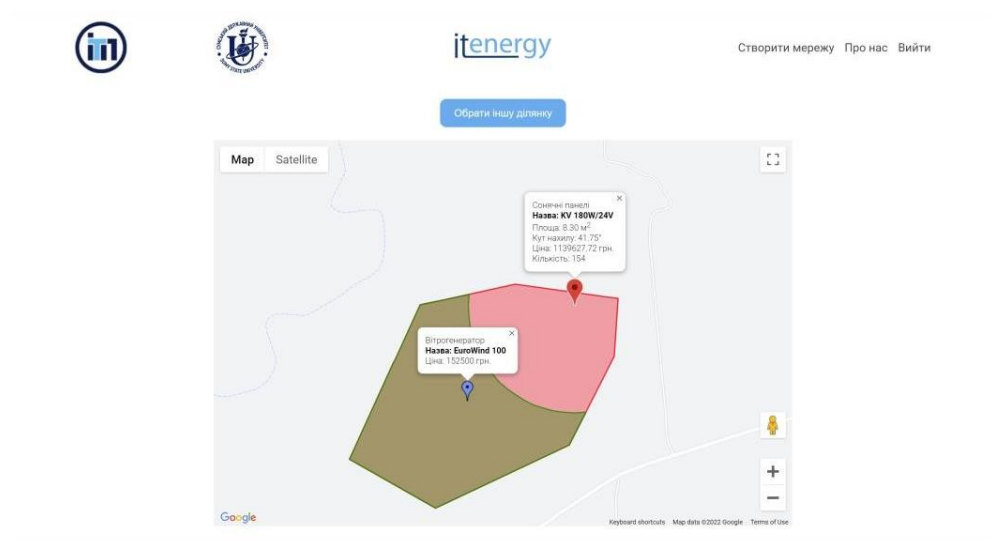 itenergy
Створити мережу Про нас Вийти
Обрати іншу ділянку
Map Satellite
Сонячні панелі
Назва: KV 180W/24V
Площа: 8.30 м²
Кут нахилу: 41.75°
Ціна: 1139627.72 грн.
Кількість: 154
Вітрогенератор
Назва: EuroWind 100
Ціна: 152500 грн.
Google
Keyboard shortcuts Map data ©2022 Google Terms of Use